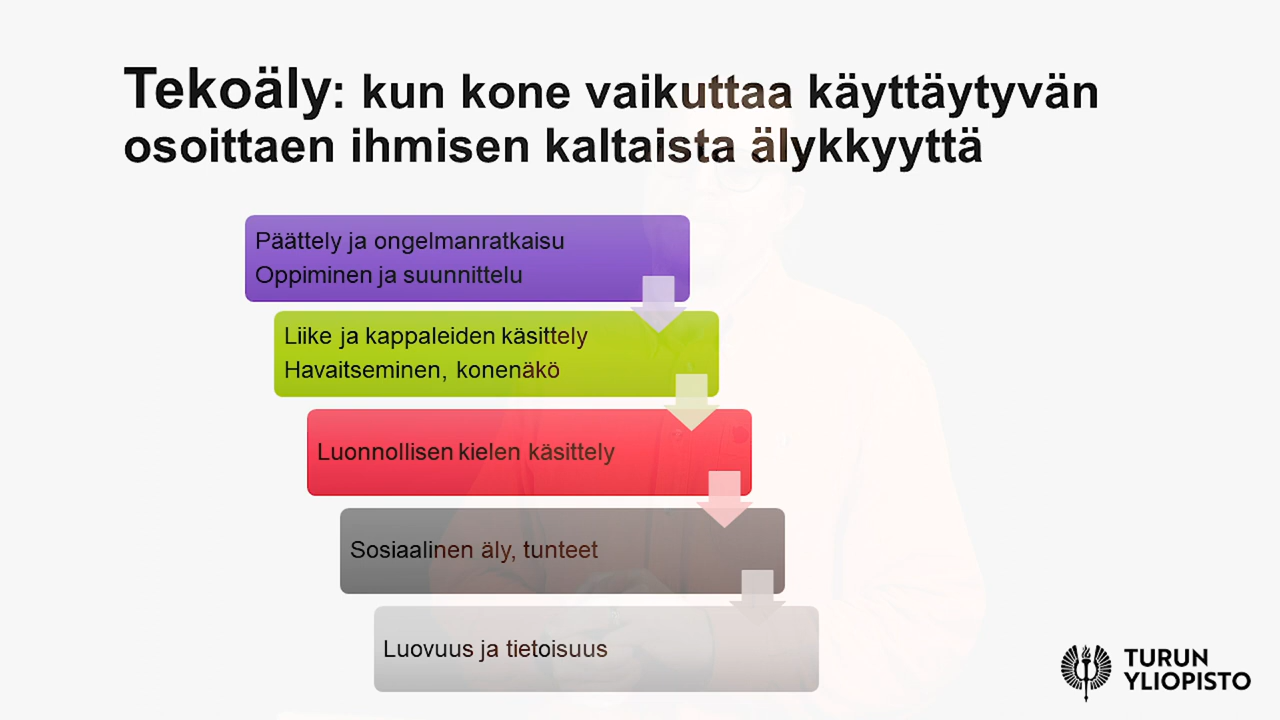 Tekoäly: kun kone vaikuttaa käyttäytyvän
osoittaen ihmisen kaltaista älykkyyttä
Päättely ja ongelmanratkaisu
Oppiminen ja suunnittelu
Liike ja kappaleiden käsittely
Havaitseminen, konenäkö
Luonnollisen kielen käsittely
Sosiaalinen äly, tunteet
Luovuus ja tietoisuus
TURUN
YLIOPISTO